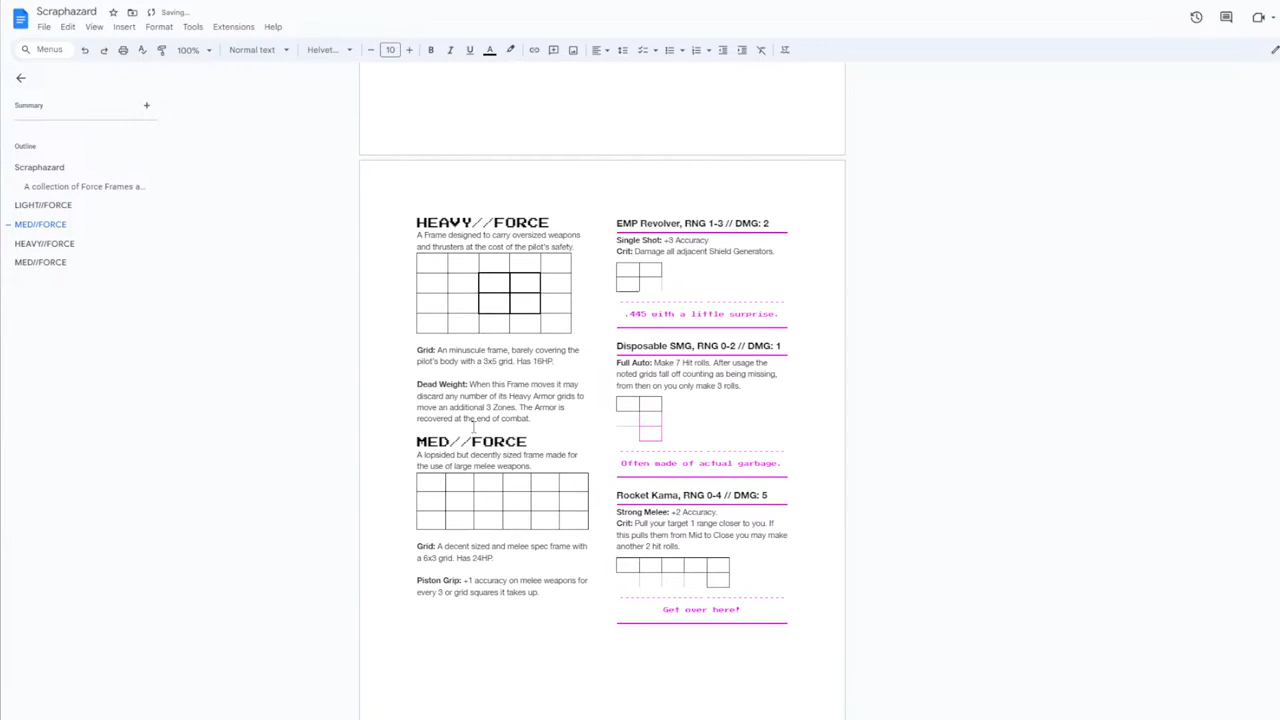 Scraphazard
Saving...
File Edit View Insert Format Tools Extensions Help
Menus
100%
Normal text
Helvet...
10
Summary
Outline
Scraphazard
A collection of Force Frames a...
LIGHT//FORCE
MED//FORCE
HEAVY//FORCE
MED//FORCE
HEAVY//FORCE
A Frame designed to carry oversized weapons
and thrusters at the cost of the pilot's safety.
Grid: An minuscule frame, barely covering the
pilot's body with a 3x5 grid. Has 16HP.
Dead Weight: When this Frame moves it may
discard any number of its Heavy Armor grids to
move an additional 3 Zones. The Armor is
recovered at the end of combat.
MED//FORCE
A lopsided but decently sized frame made for
the use of large melee weapons.
Grid: A decent sized and melee spec frame with
a 6x3 grid. Has 24HP.
Piston Grip: +1 accuracy on melee weapons for
every 3 or grid squares it takes up.
EMP Revolver, RNG 1-3 // DMG: 2
Single Shot: +3 Accuracy
Crit: Damage all adjacent Shield Generators.
.445 with a little surprise.
Disposable SMG, RNG 0-2 // DMG: 1
Full Auto: Make 7 Hit rolls. After usage the
noted grids fall off counting as being missing,
from then on you only make 3 rolls.
Often made of actual garbage.
Rocket Kama, RNG 0-4 // DMG: 5
Strong Melee: +2 Accuracy.
Crit: Pull your target 1 range closer to you. If
this pulls them from Mid to Close you may make
another 2 hit rolls.
Get over here!